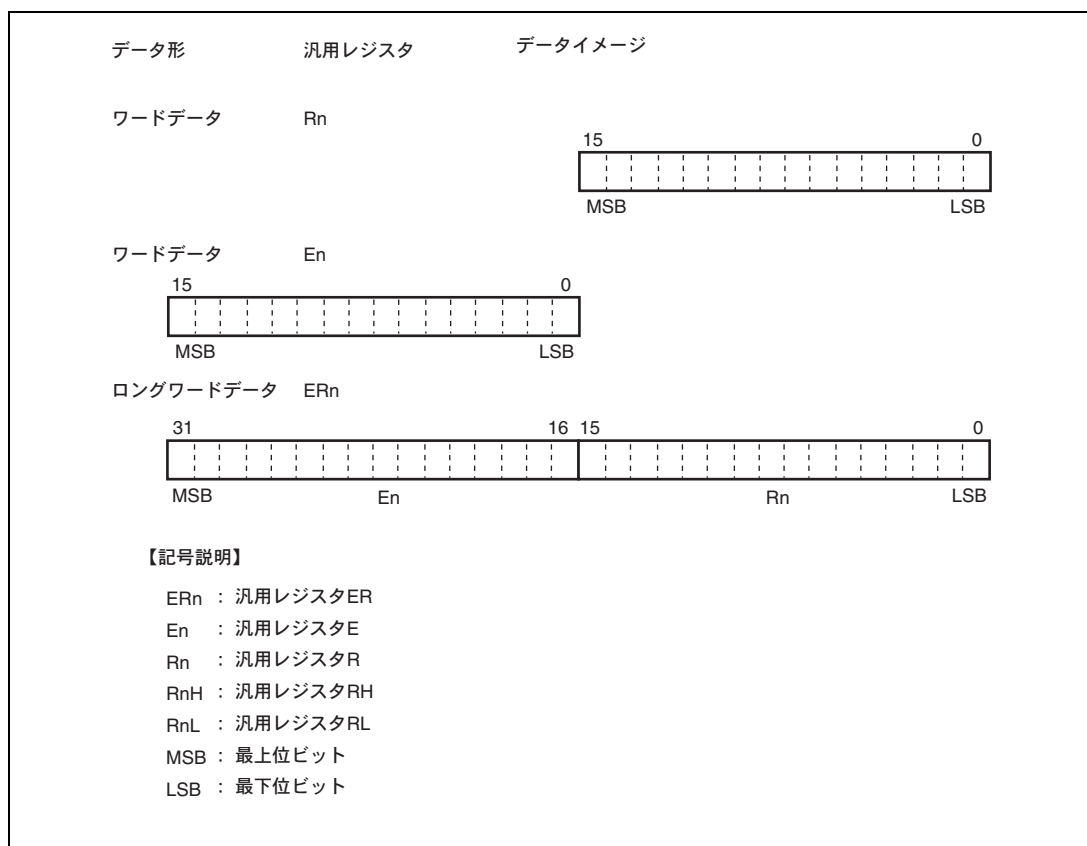 データ形 汎用レジスタ データイメージ
ワードデータ Rn
15 0
MSB LSB
ワードデータ En
15 0
MSB LSB
ロングワードデータ ERn
31 16 15 0
MSB En Rn LSB
【記号説明】
ERn : 汎用レジスタER
En : 汎用レジスタE
Rn : 汎用レジスタR
RnH : 汎用レジスタRH
RnL : 汎用レジスタRL
MSB : 最上位ビット
LSB : 最下位ビット